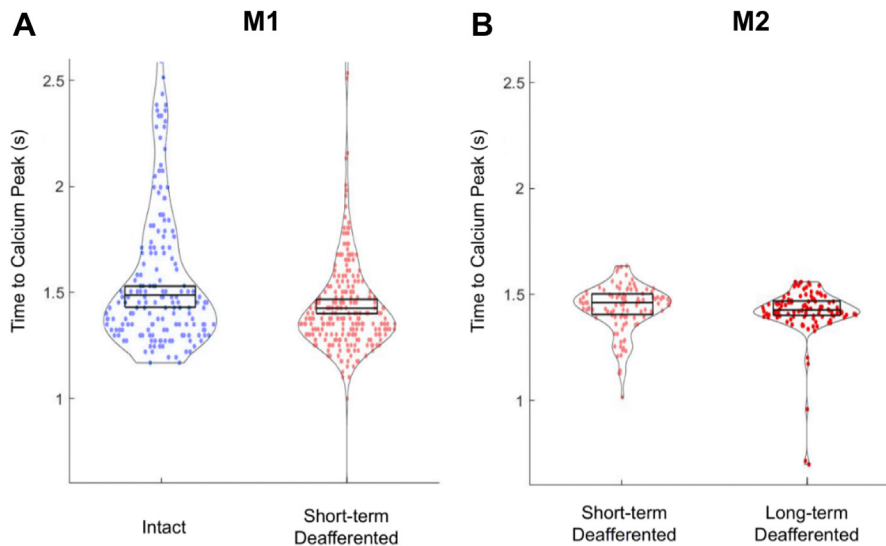 A
M1
B
M2
Time to Calcium Peak (s)
2.5
2
1.5
1
Intact
Short-term
Deafferented
Time to Calcium Peak (s)
2.5
2
1.5
1
Short-term
Deafferented
Long-term
Deafferented